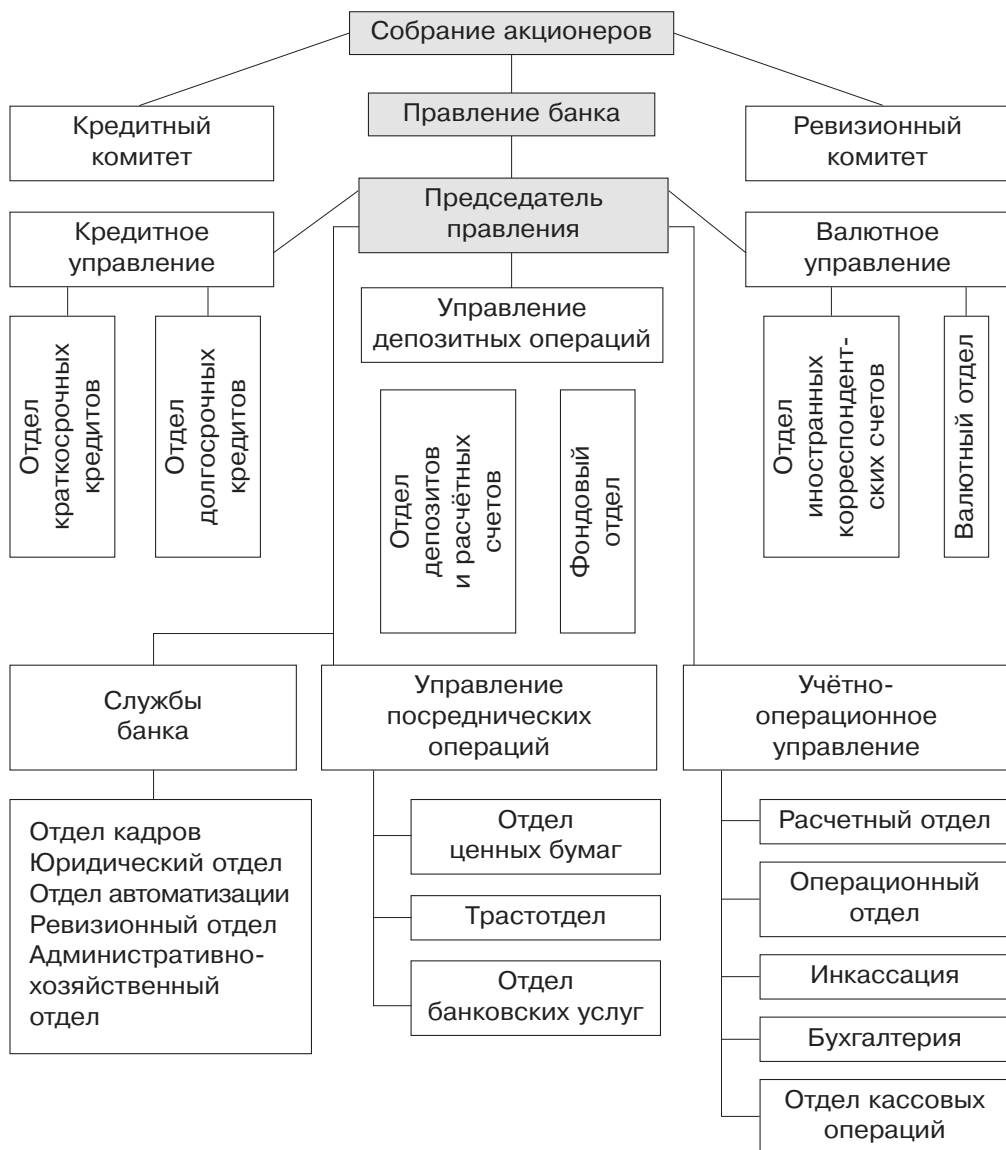 Собрание акционеров
Правление банка
Кредитный
комитет
Ревизионный
комитет
Председатель
правления
Кредитное
управление
Валютное
управление
Управление
депозитных операций
Отдел
краткосрочных
кредитов
Отдел
долгосрочных
кредитов
Отдел
депозитов
и расчётных
счетов
Фондовый
отдел
Отдел
иностранных
корреспондент-
ских счетов
Валютный отдел
Службы
банка
Управление
посреднических
операций
Учётно-
операционное
управление
Отдел кадров
Юридический отдел
Отдел автоматизации
Ревизионный отдел
Административно-
хозяйственный
отдел
Отдел
ценных бумаг
Трастотдел
Отдел
банковских услуг
Расчетный отдел
Операционный
отдел
Инкассация
Бухгалтерия
Отдел кассовых
операций